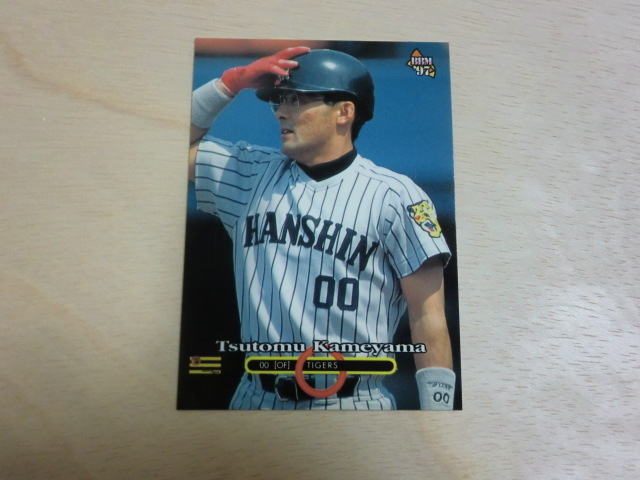 BBM
'97
HANSHIN
00
Tsutomu Kameyama
00 [OF] TIGERS
00